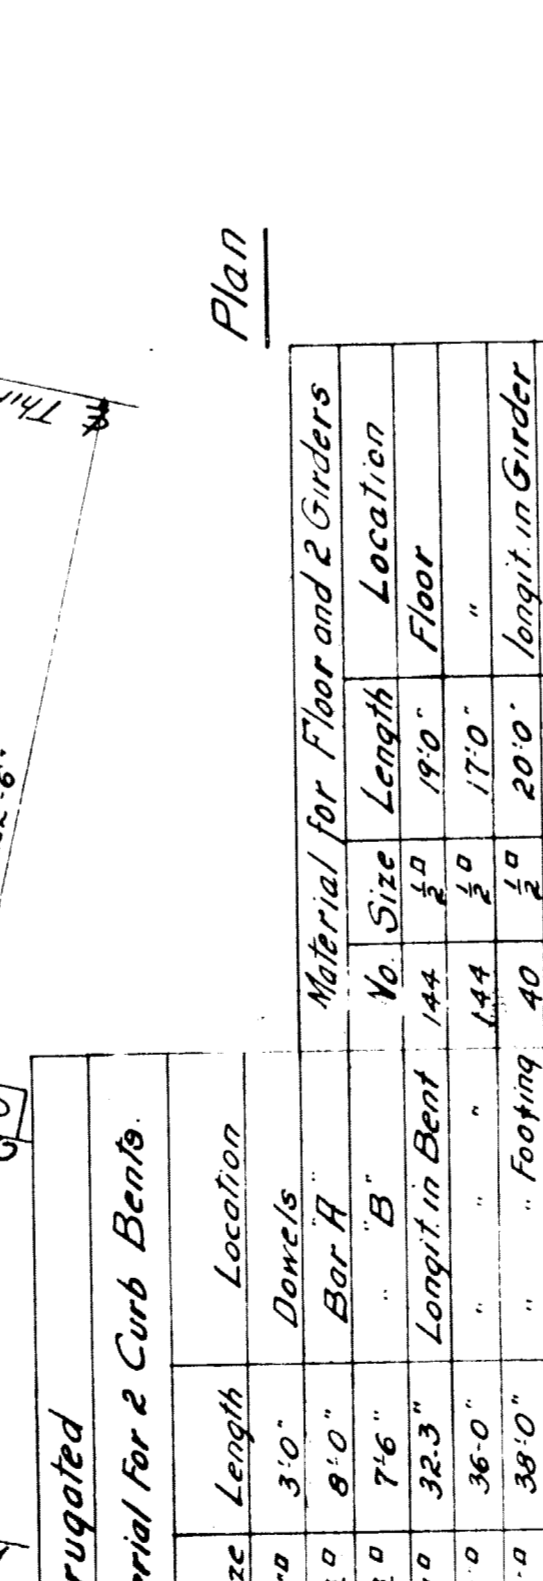 Plan
Material for Floor and 2 Girders
No. Size Length Location
144 ½" 19'-0" Floor
144 ½" 17'-0" "
40 ½" 20'-0" longit. in Girder
rugated
erial For 2 Curb Bents.
ze Length Location
3'-0" Dowels
8'-0" Bar "A"
7'-6" " "B"
32-3" Longit. in Bent
36-0" " " "
38'-0" " " Footing